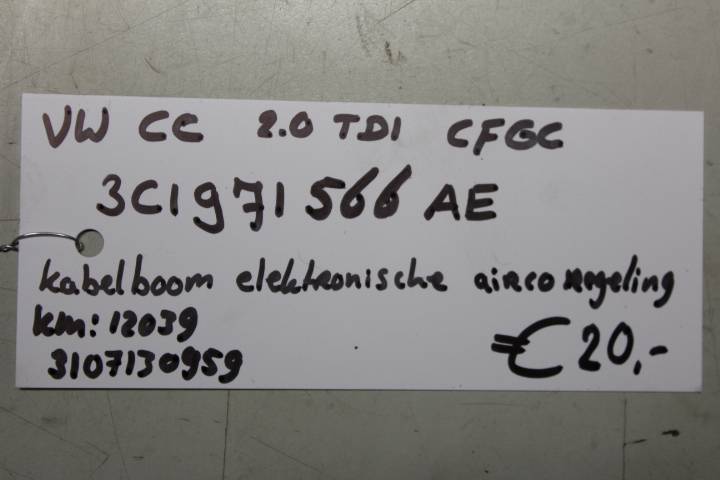 VW CC 2.0 TDI CFGC
3C1971566 AE
kabelboom elektronische airco regeling
km: 12039
3107130959
€20,-